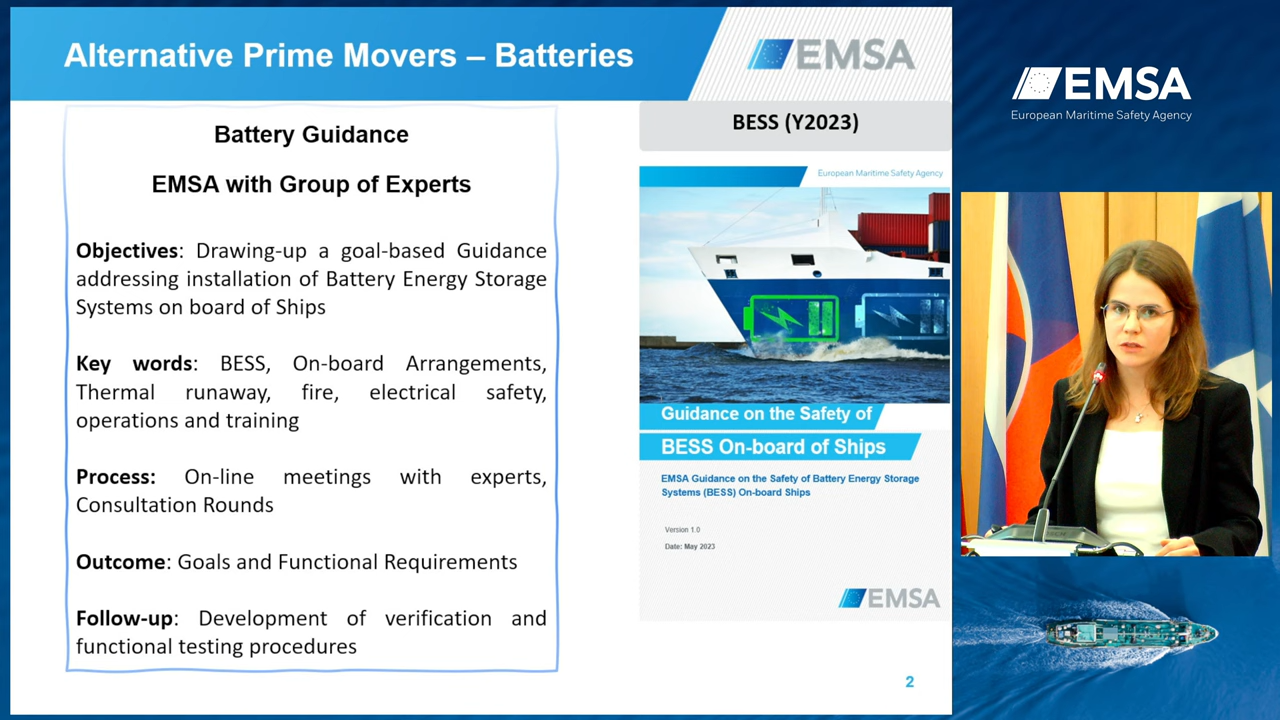 Alternative Prime Movers – Batteries
EMSA
Battery Guidance
EMSA with Group of Experts
Objectives: Drawing-up a goal-based Guidance
addressing installation of Battery Energy Storage
Systems on board of Ships
Key words: BESS, On-board Arrangements,
Thermal runaway, fire, electrical safety,
operations and training
Process: On-line meetings with experts,
Consultation Rounds
Outcome: Goals and Functional Requirements
Follow-up: Development of verification and
functional testing procedures
BESS (Y2023)
European Maritime Safety Agency
Guidance on the Safety of
BESS On-board of Ships
EMSA Guidance on the Safety of Battery Energy Storage
Systems (BESS) On-board Ships
Version 1.0
Date: May 2023
EMSA
2
EMSA
European Maritime Safety Agency